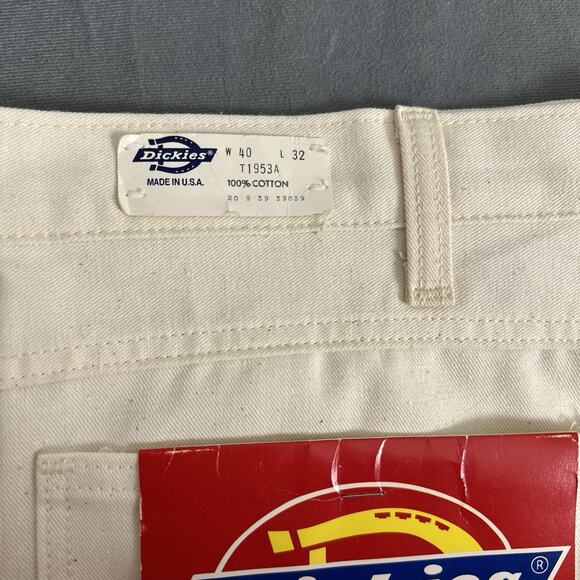 Dickies®
MADE IN U.S.A.
W 40 L 32
T1953A
100% COTTON
20 9 39 39039
®